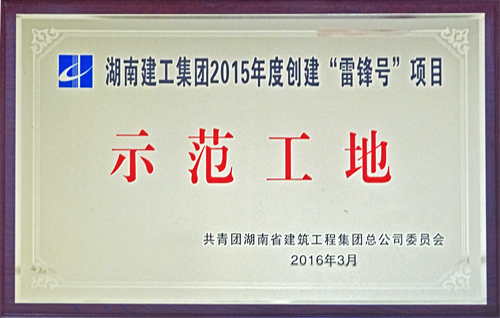 湖南建工集团2015年度创建“雷锋号”项目
示范工地
共青团湖南省建筑工程集团总公司委员会
2016年3月